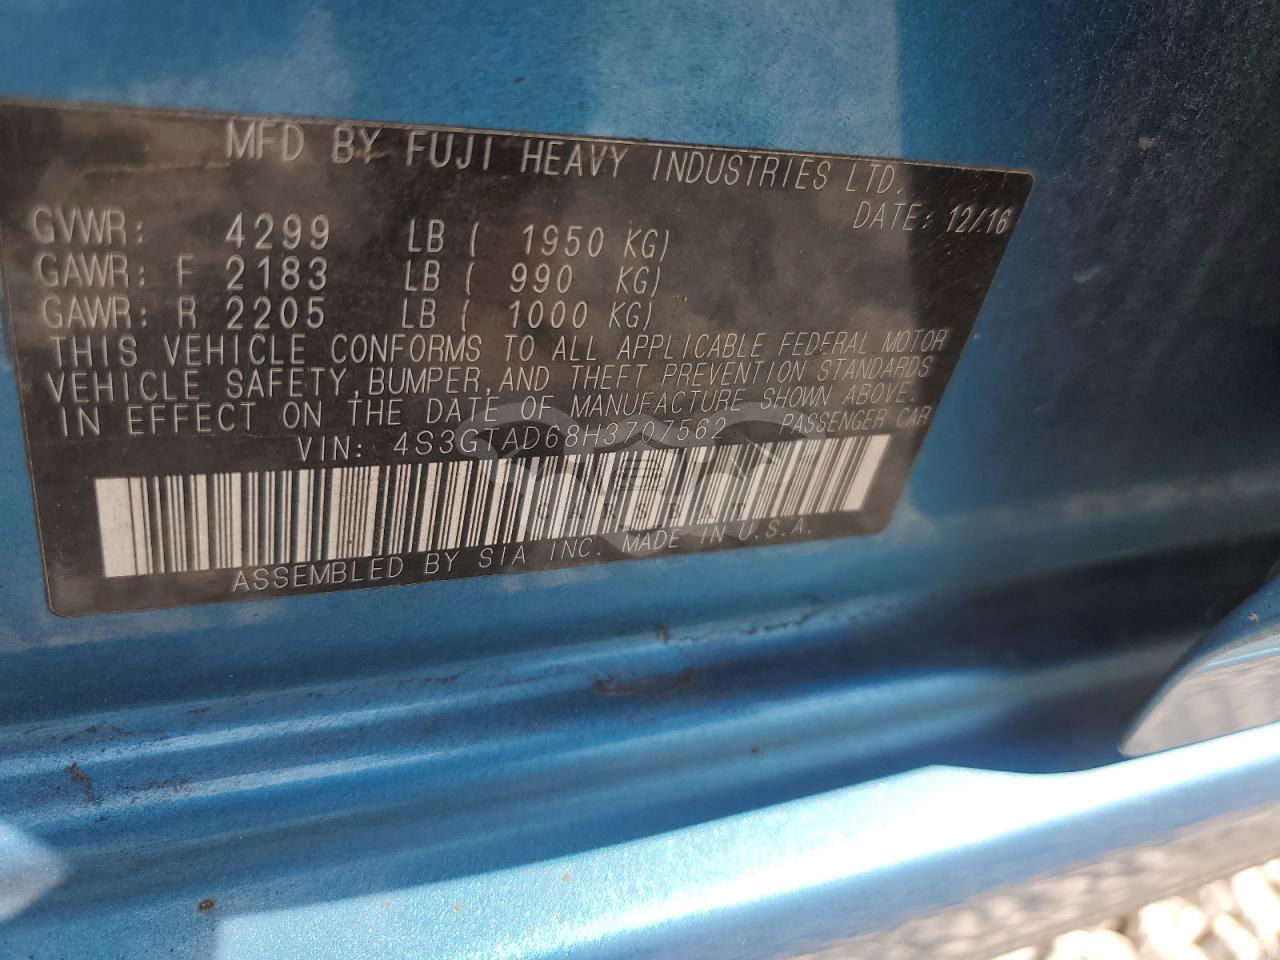 MFD BY FUJI HEAVY INDUSTRIES LTD.
DATE: 12/16
GVWR: 4299 LB ( 1950 KG)
GAWR: F 2183 LB ( 990 KG)
GAWR: R 2205 LB ( 1000 KG)
THIS VEHICLE CONFORMS TO ALL APPLICABLE FEDERAL MOTOR
VEHICLE SAFETY,BUMPER,AND THEFT PREVENTION STANDARDS
IN EFFECT ON THE DATE OF MANUFACTURE SHOWN ABOVE.
VIN: 4S3GTAD68H3707562 PASSENGER CAR
ASSEMBLED BY SIA INC. MADE IN U.S.A.